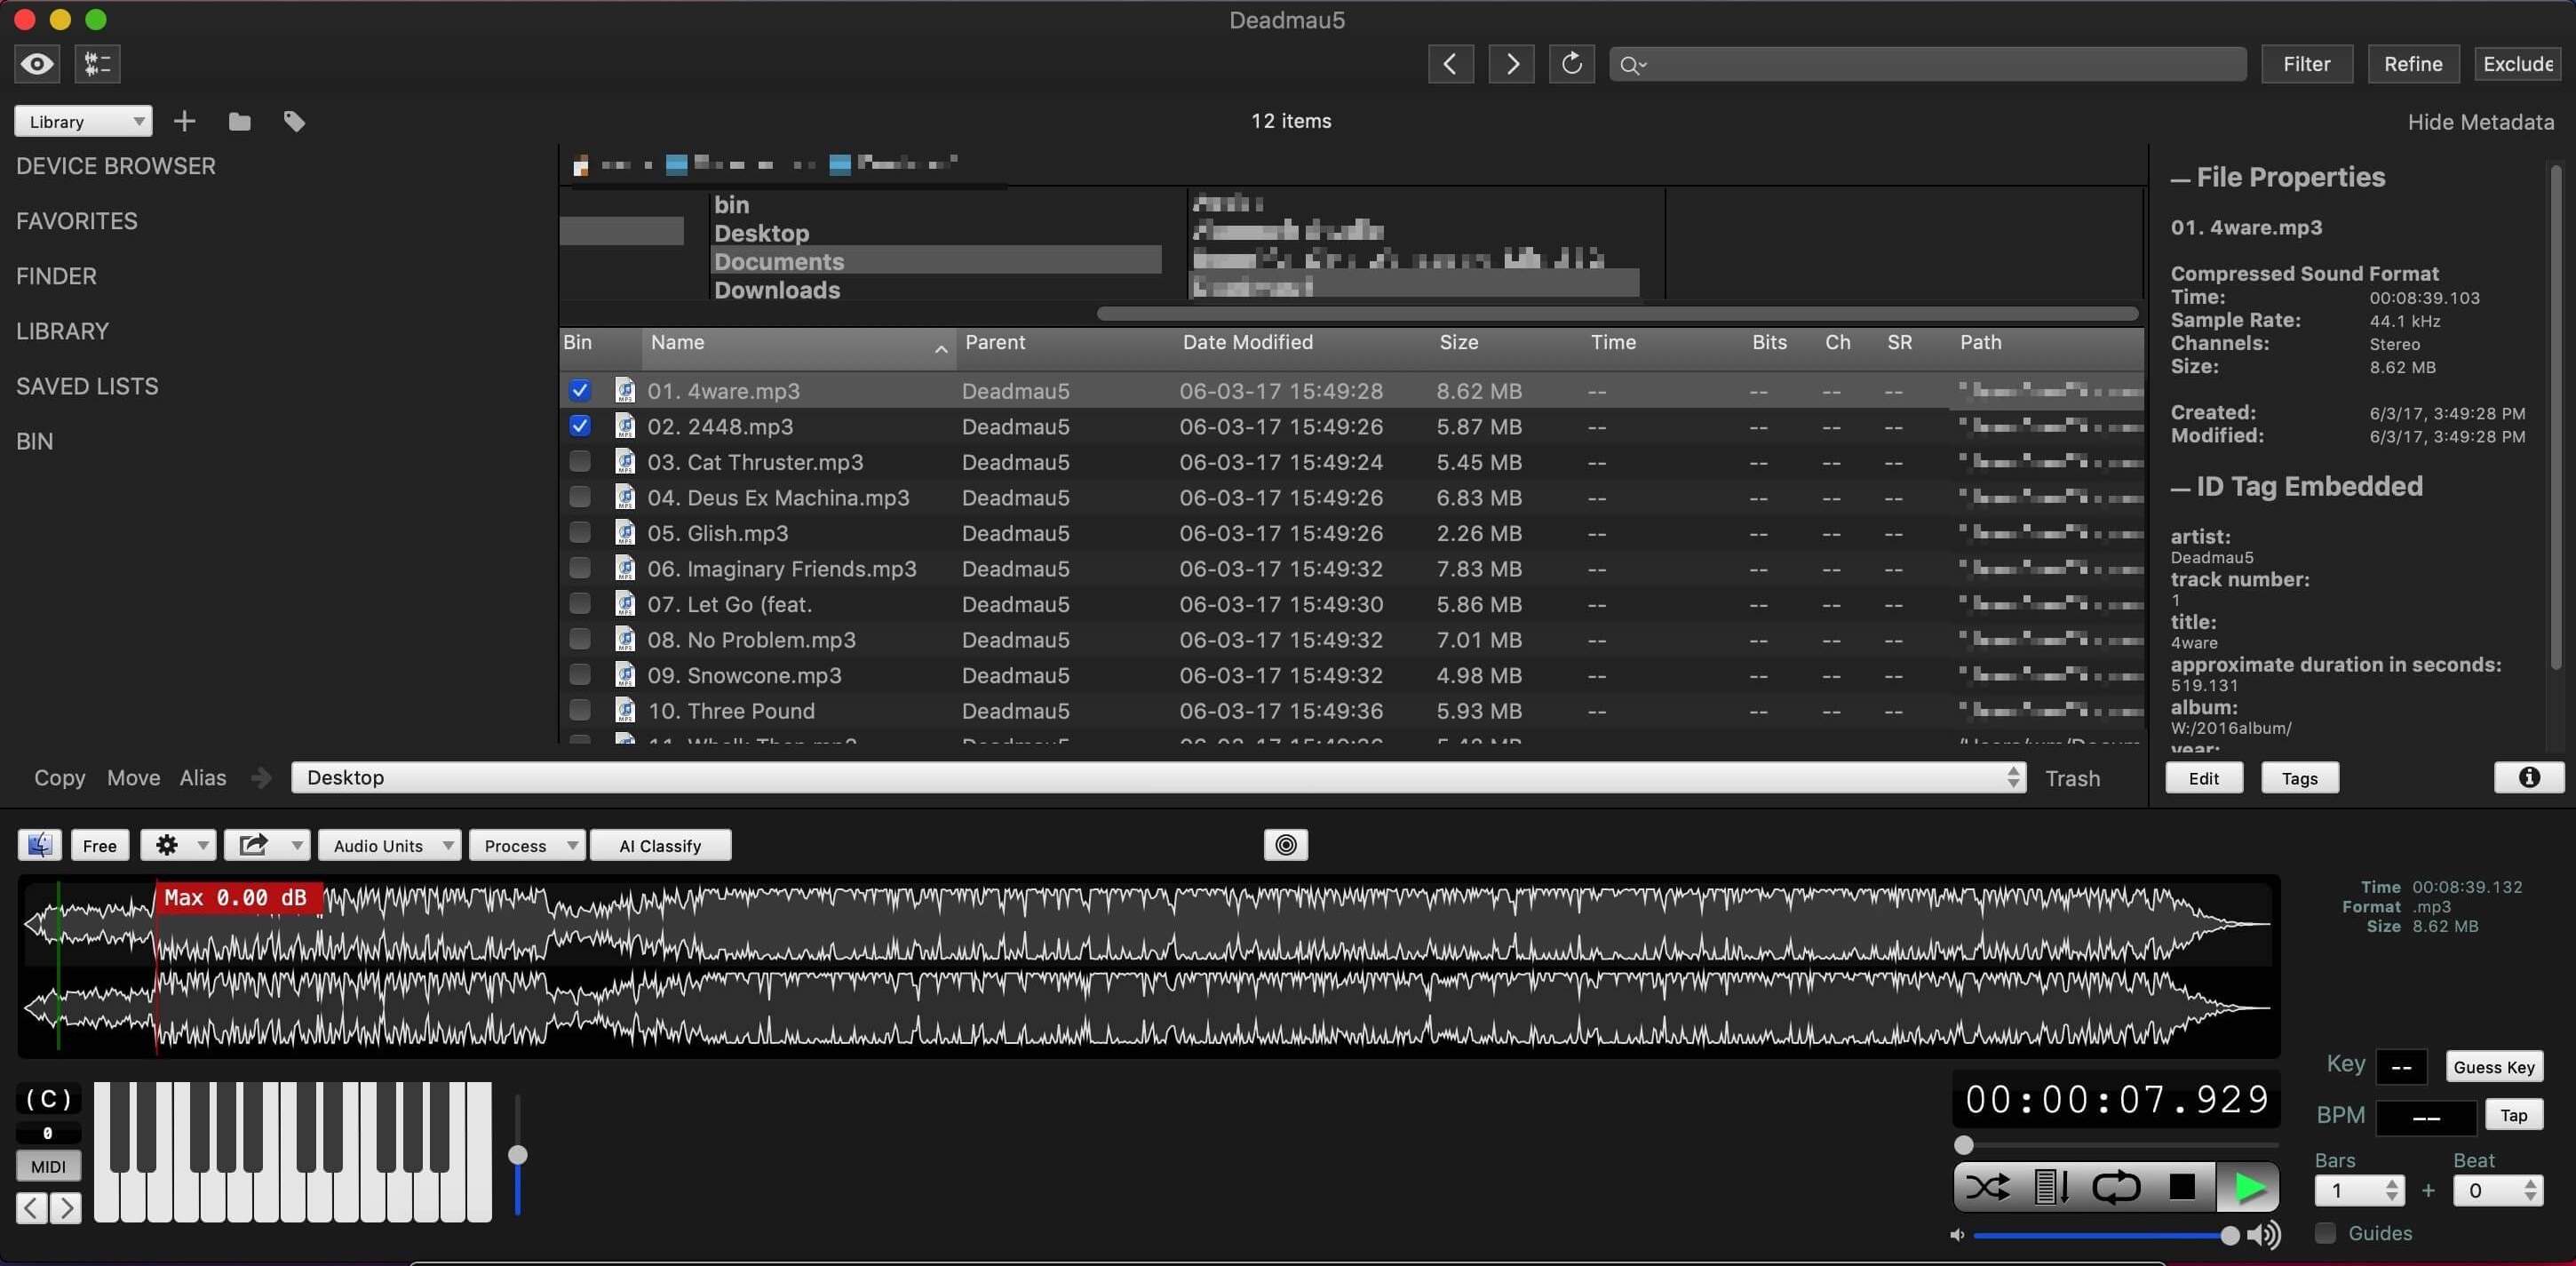 Deadmau5
Filter Refine Exclude
Library
12 items
Hide Metadata
DEVICE BROWSER
FAVORITES
FINDER
LIBRARY
SAVED LISTS
BIN
bin
Desktop
Documents
Downloads
Bin Name Parent Date Modified Size Time Bits Ch SR Path
01. 4ware.mp3 Deadmau5 06-03-17 15:49:28 8.62 MB -- -- -- --
02. 2448.mp3 Deadmau5 06-03-17 15:49:26 5.87 MB -- -- -- --
03. Cat Thruster.mp3 Deadmau5 06-03-17 15:49:24 5.45 MB -- -- -- --
04. Deus Ex Machina.mp3 Deadmau5 06-03-17 15:49:26 6.83 MB -- -- -- --
05. Glish.mp3 Deadmau5 06-03-17 15:49:26 2.26 MB -- -- -- --
06. Imaginary Friends.mp3 Deadmau5 06-03-17 15:49:32 7.83 MB -- -- -- --
07. Let Go (feat. Deadmau5 06-03-17 15:49:30 5.86 MB -- -- -- --
08. No Problem.mp3 Deadmau5 06-03-17 15:49:32 7.01 MB -- -- -- --
09. Snowcone.mp3 Deadmau5 06-03-17 15:49:32 4.98 MB -- -- -- --
10. Three Pound Deadmau5 06-03-17 15:49:36 5.93 MB -- -- -- --
— File Properties
01. 4ware.mp3
Compressed Sound Format
Time: 00:08:39.103
Sample Rate: 44.1 kHz
Channels: Stereo
Size: 8.62 MB
Created: 6/3/17, 3:49:28 PM
Modified: 6/3/17, 3:49:28 PM
— ID Tag Embedded
artist:
Deadmau5
track number:
1
title:
4ware
approximate duration in seconds:
519.131
album:
W:/2016album/
year:
Copy Move Alias Desktop Trash
Edit Tags
Free Audio Units Process AI Classify
Max 0.00 dB
Time 00:08:39.132
Format .mp3
Size 8.62 MB
(C)
0
MIDI
00:00:07.929
Key -- Guess Key
BPM -- Tap
Bars Beat
1 + 0
Guides